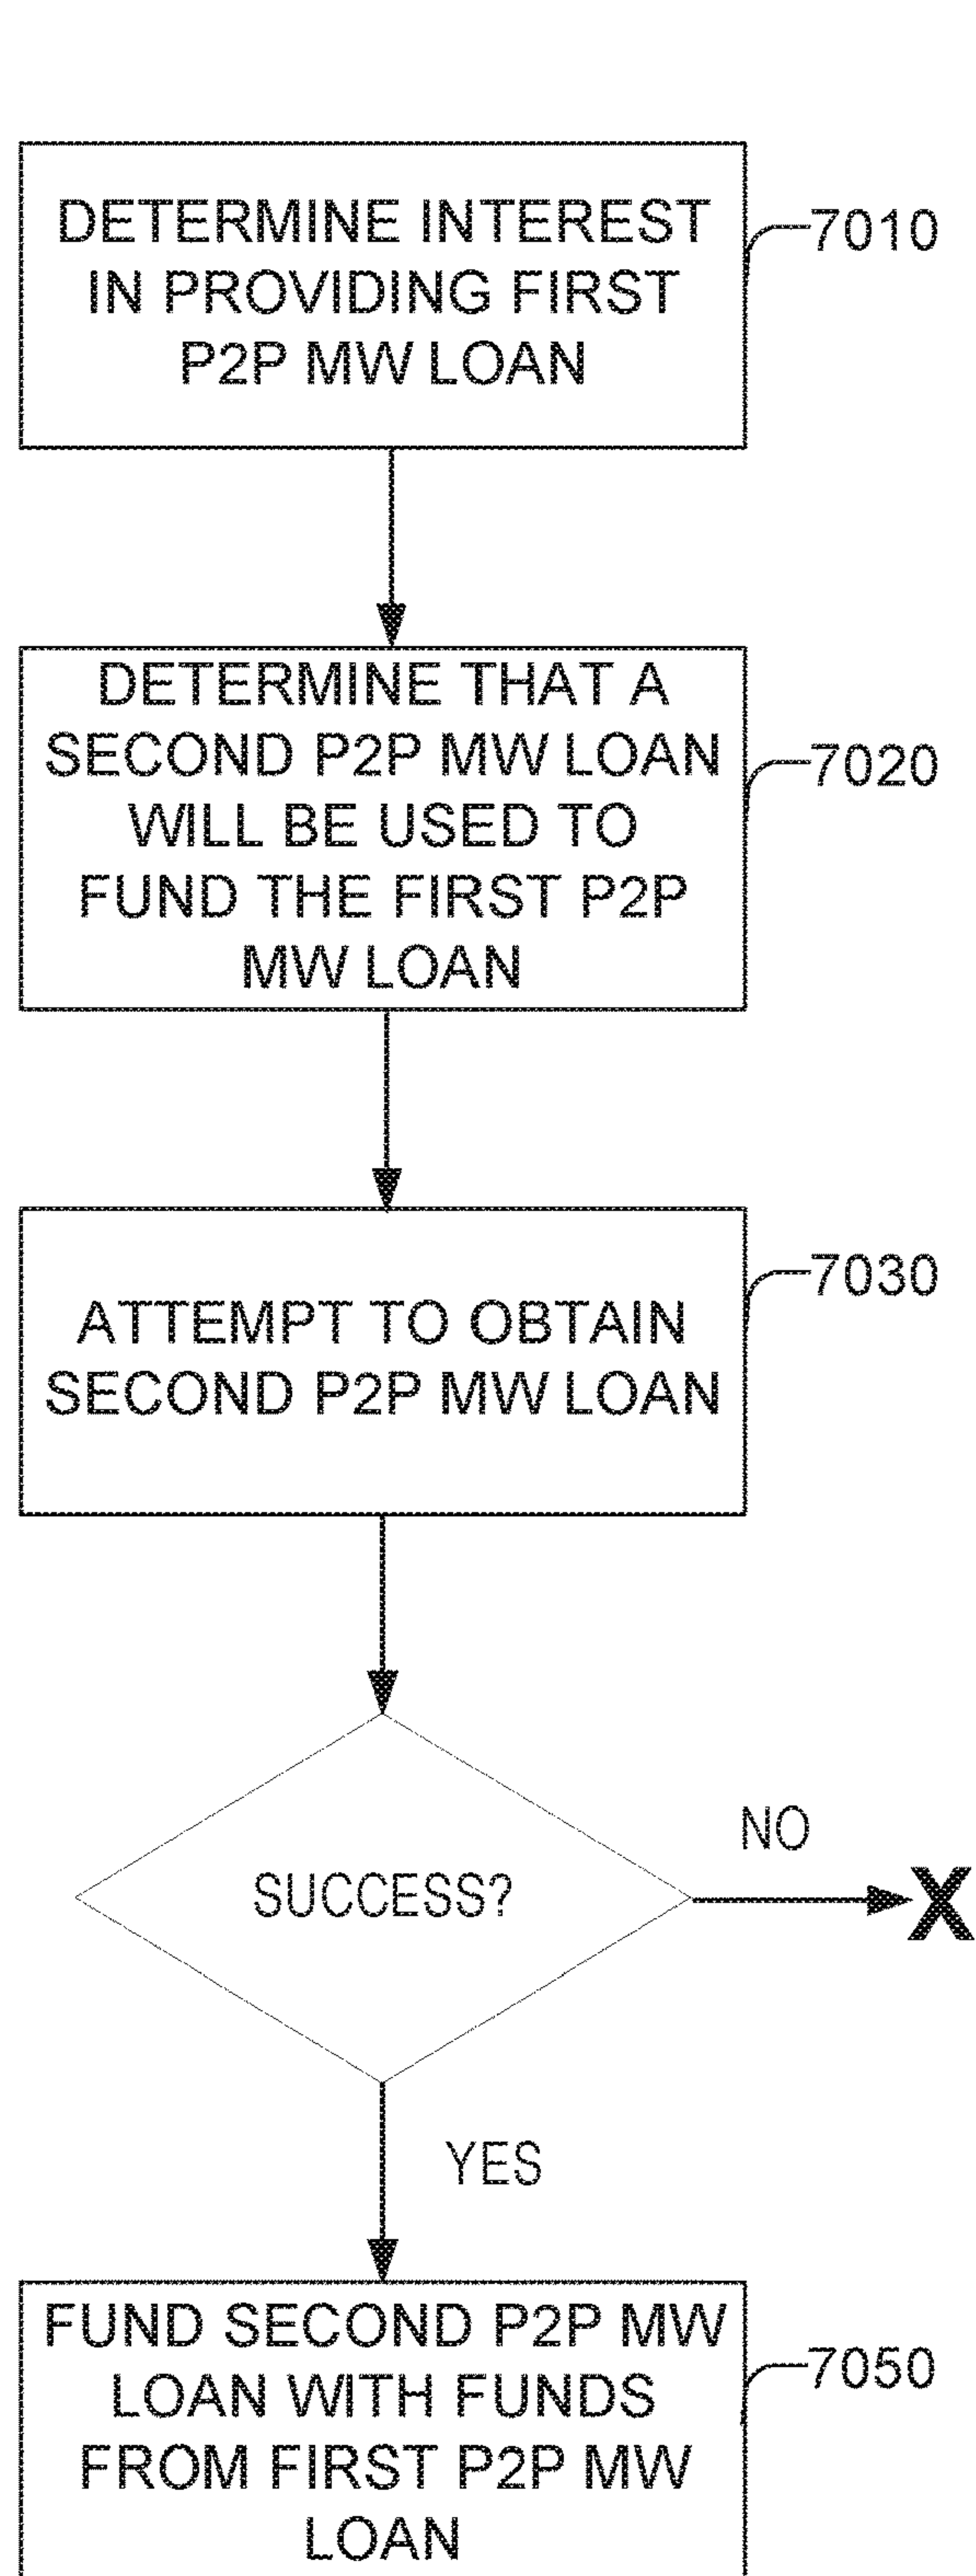 DETERMINE INTEREST
IN PROVIDING FIRST
P2P MW LOAN
7010
DETERMINE THAT A
SECOND P2P MW LOAN
WILL BE USED TO
FUND THE FIRST P2P
MW LOAN
7020
ATTEMPT TO OBTAIN
SECOND P2P MW LOAN
7030
SUCCESS?
NO
X
YES
FUND SECOND P2P MW
LOAN WITH FUNDS
FROM FIRST P2P MW
LOAN
7050